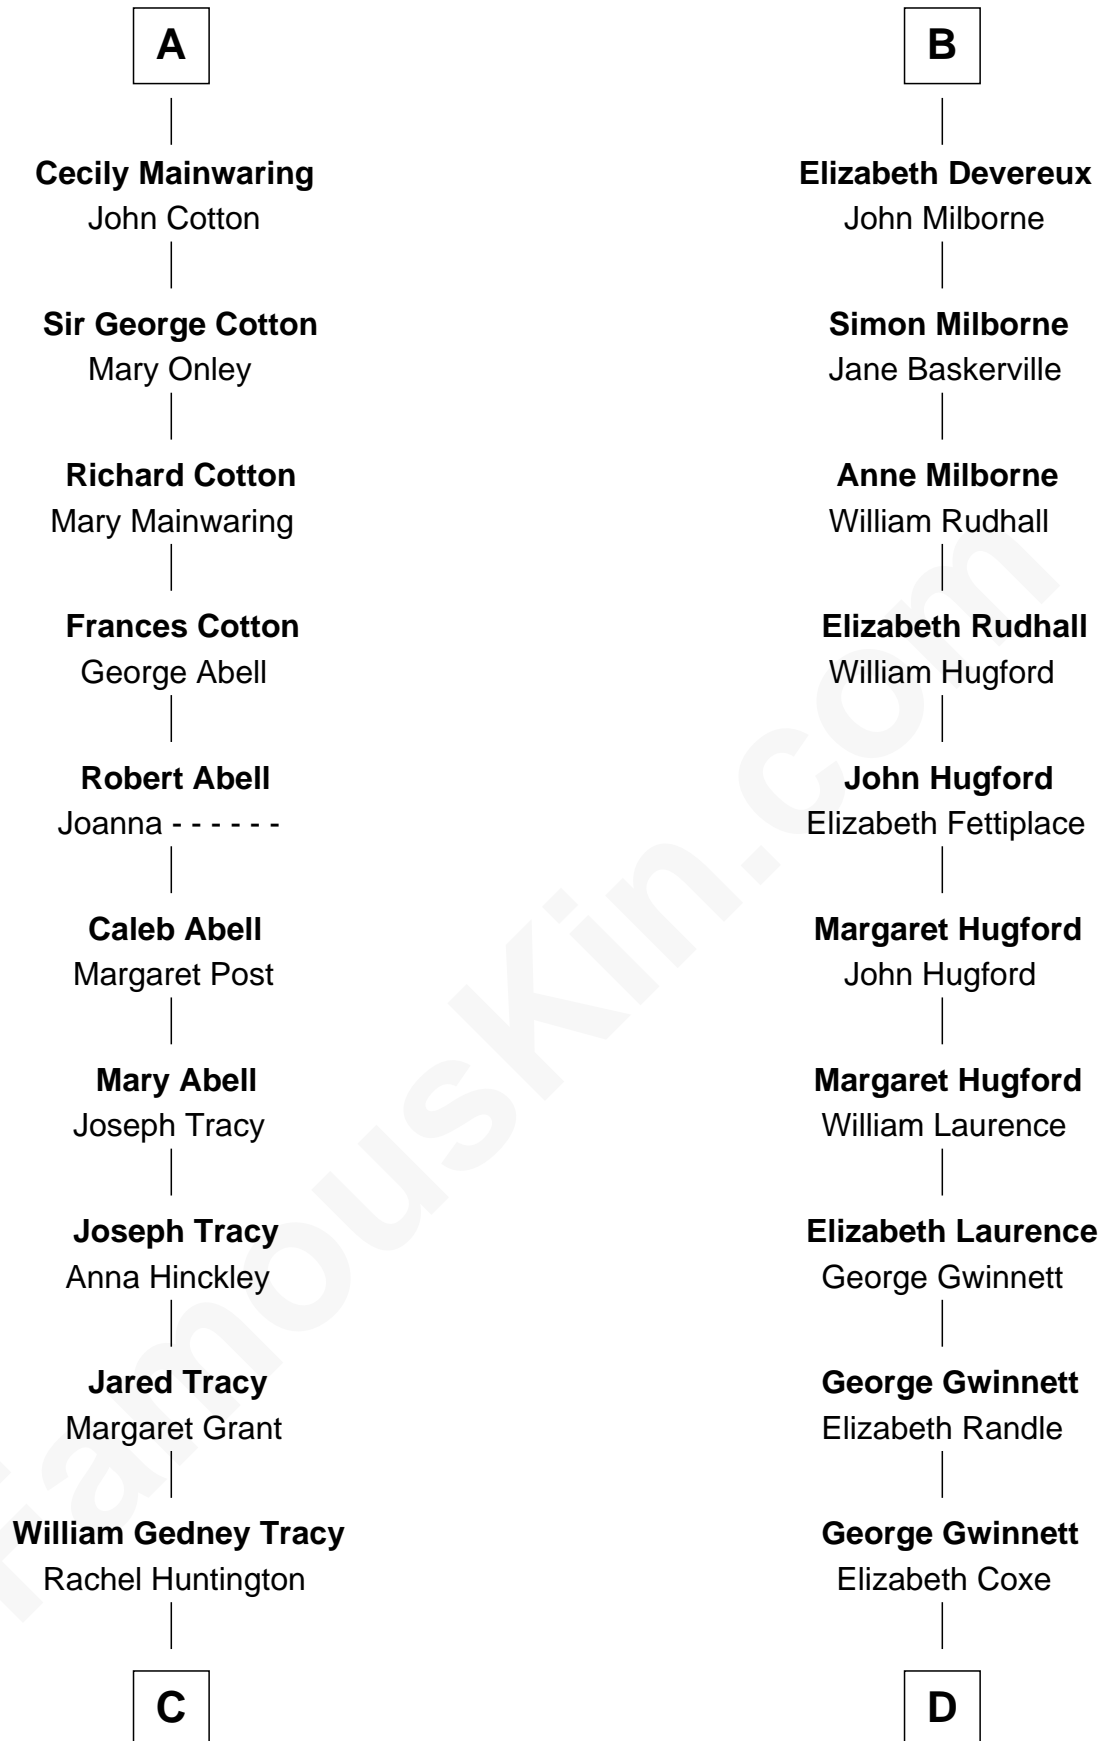 A
Cecily Mainwaring
John Cotton
Sir George Cotton
Mary Onley
Richard Cotton
Mary Mainwaring
Frances Cotton
George Abell
Robert Abell
Joanna - - - - - -
Caleb Abell
Margaret Post
Mary Abell
Joseph Tracy
Joseph Tracy
Anna Hinckley
Jared Tracy
Margaret Grant
William Gedney Tracy
Rachel Huntington
C
B
Elizabeth Devereux
John Milborne
Simon Milborne
Jane Baskerville
Anne Milborne
William Rudhall
Elizabeth Rudhall
William Hugford
John Hugford
Elizabeth Fettiplace
Margaret Hugford
John Hugford
Margaret Hugford
William Laurence
Elizabeth Laurence
George Gwinnett
George Gwinnett
Elizabeth Randle
George Gwinnett
Elizabeth Coxe
D
FamousKin.com